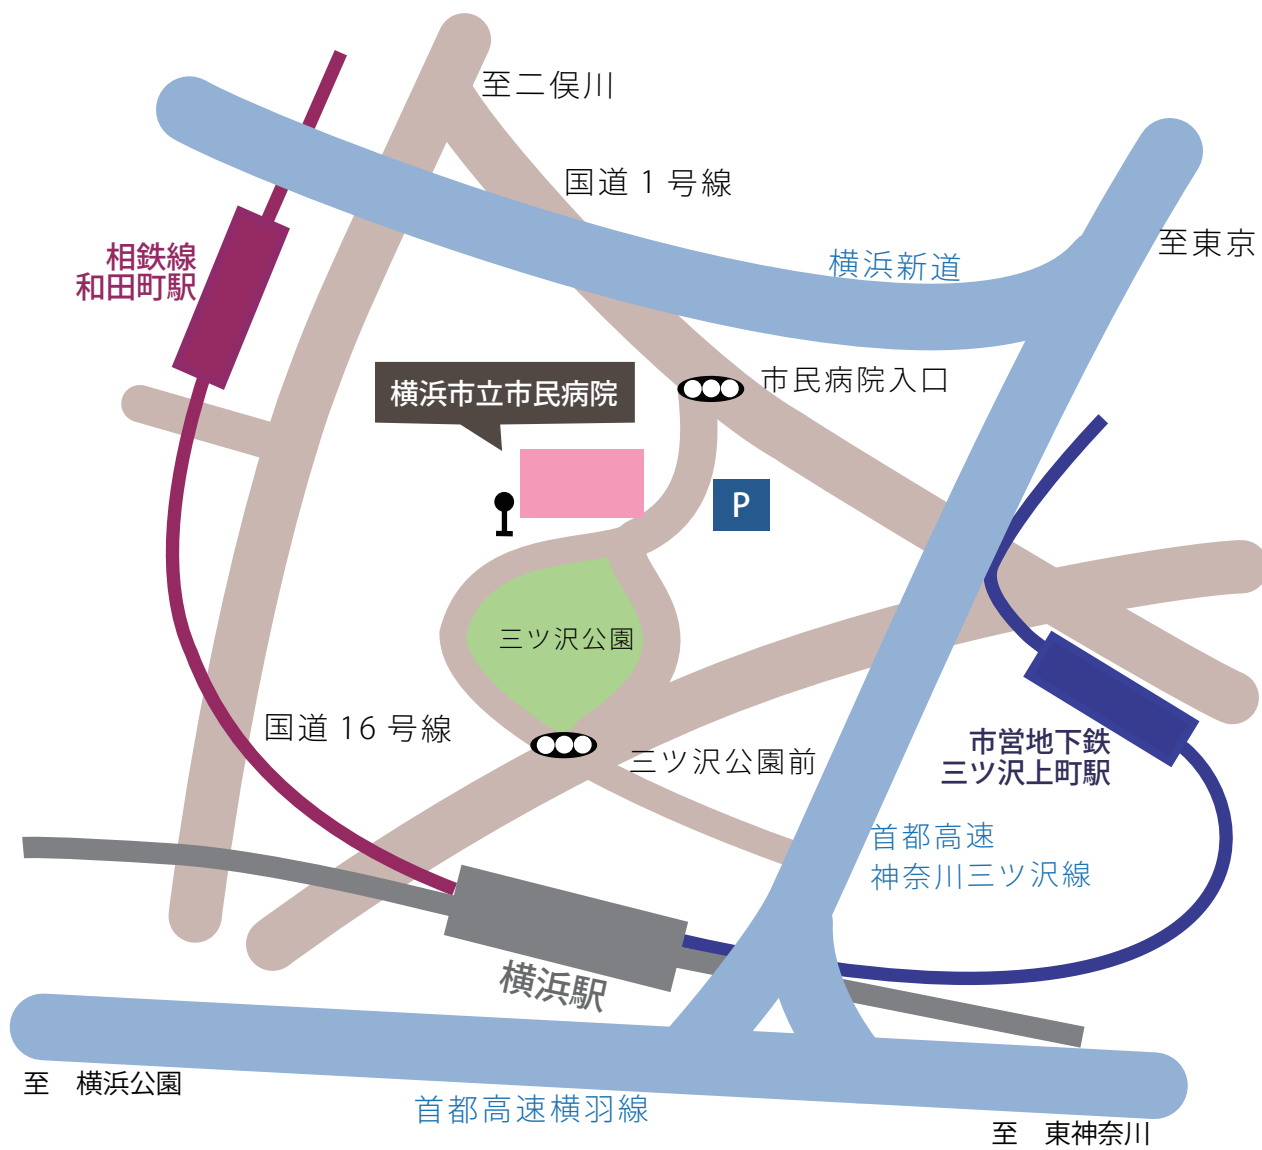 至二俣川
国道 1 号線
至東京
相鉄線
和田町駅
横浜新道
市民病院入口
横浜市立市民病院
P
三ツ沢公園
国道 16 号線
三ツ沢公園前
市営地下鉄
三ツ沢上町駅
首都高速
神奈川三ツ沢線
横浜駅
至　横浜公園
首都高速横羽線
至　東神奈川